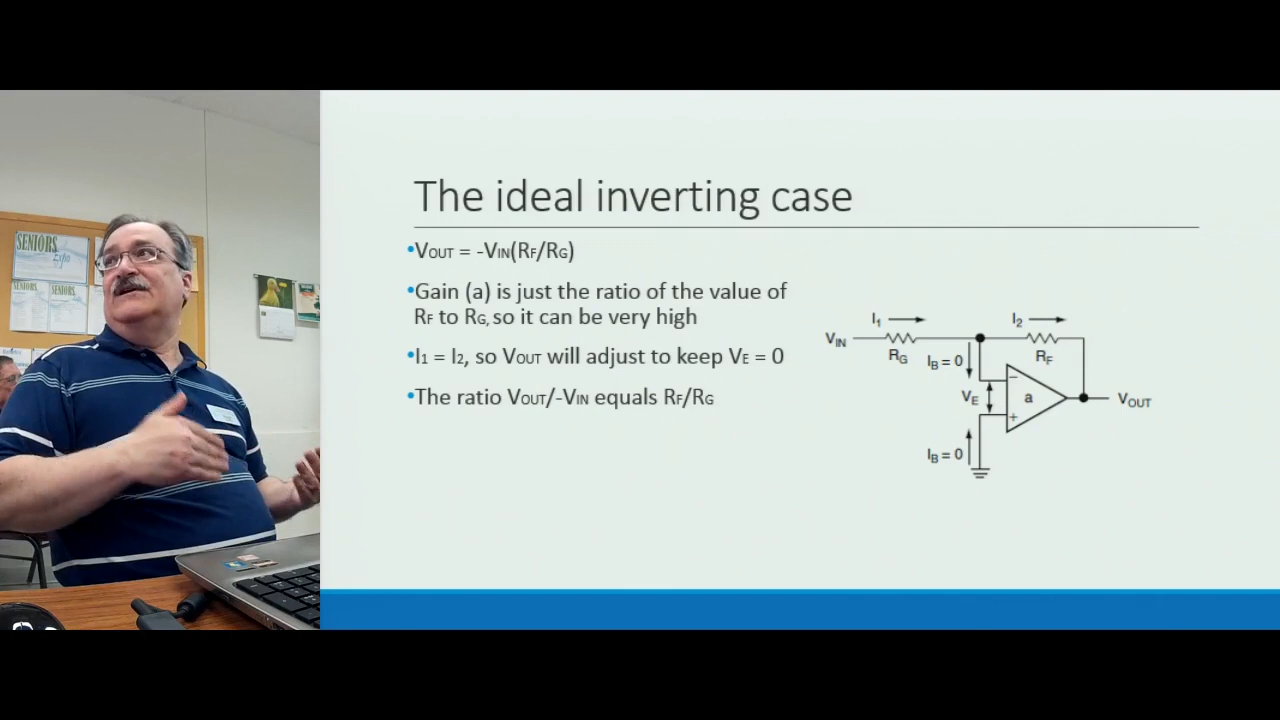 SENIORS
Expo
SENIORS
SENIORS
The ideal inverting case
•VOUT = -VIN(RF/RG)
•Gain (a) is just the ratio of the value of
RF to RG, so it can be very high
•I1 = I2, so VOUT will adjust to keep VE = 0
•The ratio VOUT/-VIN equals RF/RG
I1
I2
VIN
RG
IB = 0
RF
VE
−
a
+
VOUT
IB = 0